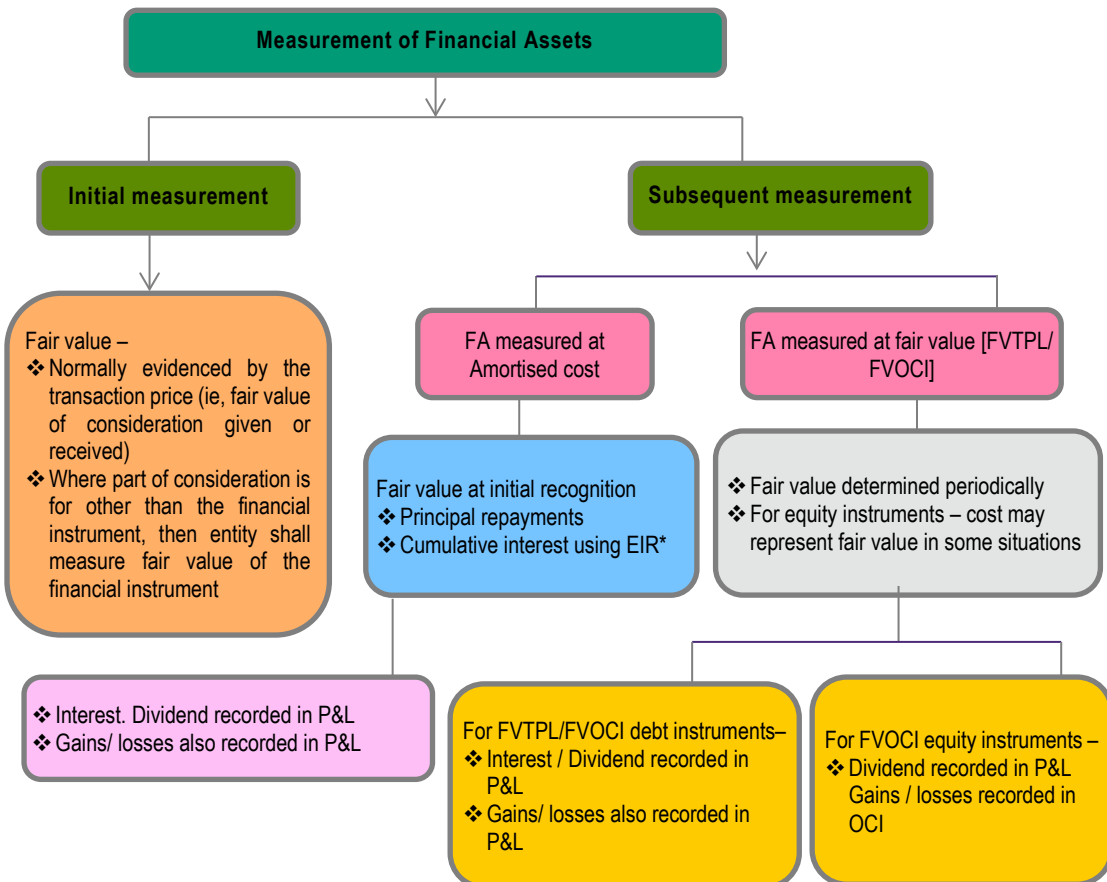 Measurement of Financial Assets
Initial measurement
Subsequent measurement
Fair value –
❖ Normally evidenced by the
transaction price (ie, fair value
of consideration given or
received)
❖ Where part of consideration is
for other than the financial
instrument, then entity shall
measure fair value of the
financial instrument
FA measured at
Amortised cost
FA measured at fair value [FVTPL/
FVOCI]
Fair value at initial recognition
❖ Principal repayments
❖ Cumulative interest using EIR*
❖ Fair value determined periodically
❖ For equity instruments – cost may
represent fair value in some situations
❖ Interest. Dividend recorded in P&L
❖ Gains/ losses also recorded in P&L
For FVTPL/FVOCI debt instruments–
❖ Interest / Dividend recorded in
P&L
❖ Gains/ losses also recorded in
P&L
For FVOCI equity instruments –
❖ Dividend recorded in P&L
Gains / losses recorded in
OCI